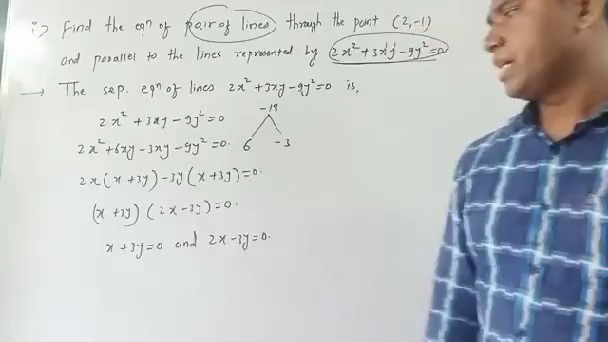 i> Find the eqⁿ of pair of lines through the point (2,-1)
and parallel to the lines represented by 2x²+3xy-9y²=0
→ The sep. eqⁿ of lines 2x²+3xy-9y²=0 is,
2x²+3xy-9y²=0
-18
2x²+6xy-3xy-9y²=0.
6 -3
2x(x+3y)-3y(x+3y)=0.
(x+3y)(2x-3y)=0.
x+3y=0 and 2x-3y=0.